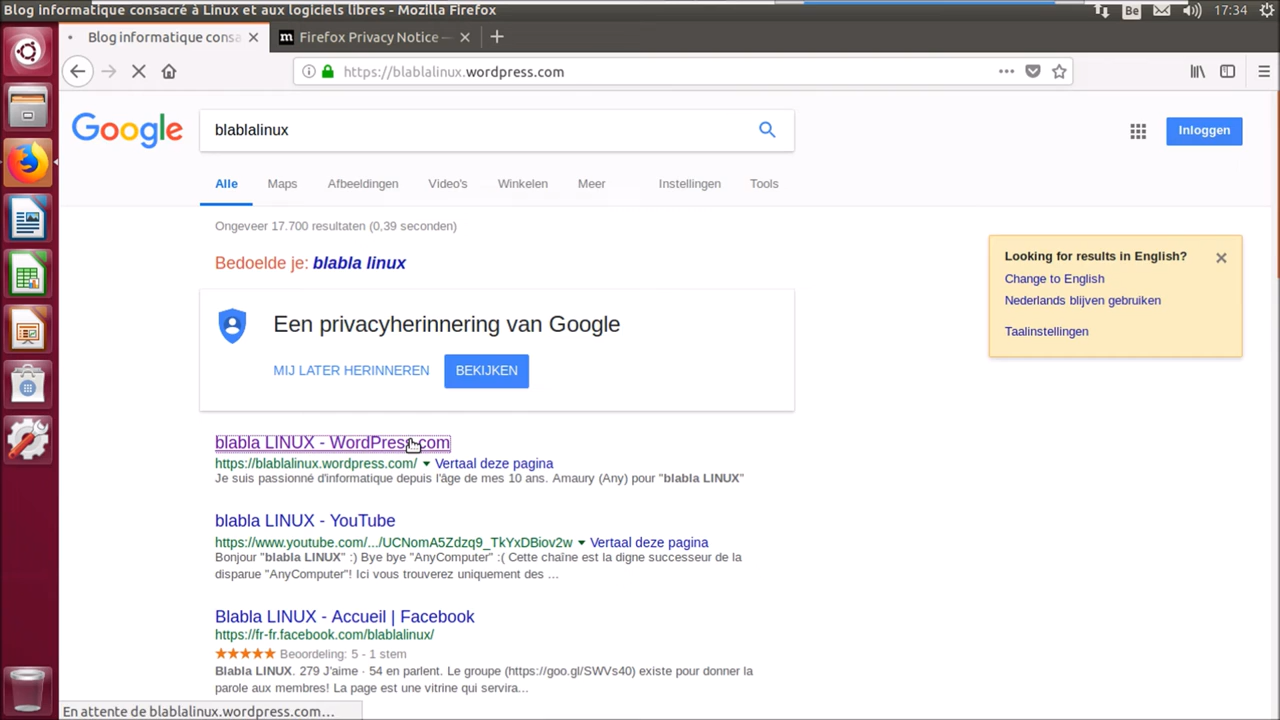 Blog informatique consacré à Linux et aux logiciels libres - Mozilla Firefox
Be
17:34
Blog informatique consa
m Firefox Privacy Notice —
https://blablalinux.wordpress.com
Google
blablalinux
Inloggen
Alle Maps Afbeeldingen Video's Winkelen Meer Instellingen Tools
Ongeveer 17.700 resultaten (0,39 seconden)
Bedoelde je: blabla linux
Looking for results in English?
Change to English
Nederlands blijven gebruiken
Taalinstellingen
Een privacyherinnering van Google
MIJ LATER HERINNEREN BEKIJKEN
blabla LINUX - WordPress.com
https://blablalinux.wordpress.com/ Vertaal deze pagina
Je suis passionné d'informatique depuis l'âge de mes 10 ans. Amaury (Any) pour "blabla LINUX"
blabla LINUX - YouTube
https://www.youtube.com/.../UCNomA5Zdzq9_TkYxDBiov2w Vertaal deze pagina
Bonjour "blabla LINUX" :) Bye bye "AnyComputer" :( Cette chaîne est la digne successeur de la
disparue "AnyComputer"! Ici vous trouverez uniquement des ...
Blabla LINUX - Accueil | Facebook
https://fr-fr.facebook.com/blablalinux/
Beoordeling: 5 - 1 stem
Blabla LINUX. 279 J'aime · 54 en parlent. Le groupe (https://goo.gl/SWVs40) existe pour donner la
parole aux membres! La page est une vitrine qui servira...
En attente de blablalinux.wordpress.com…